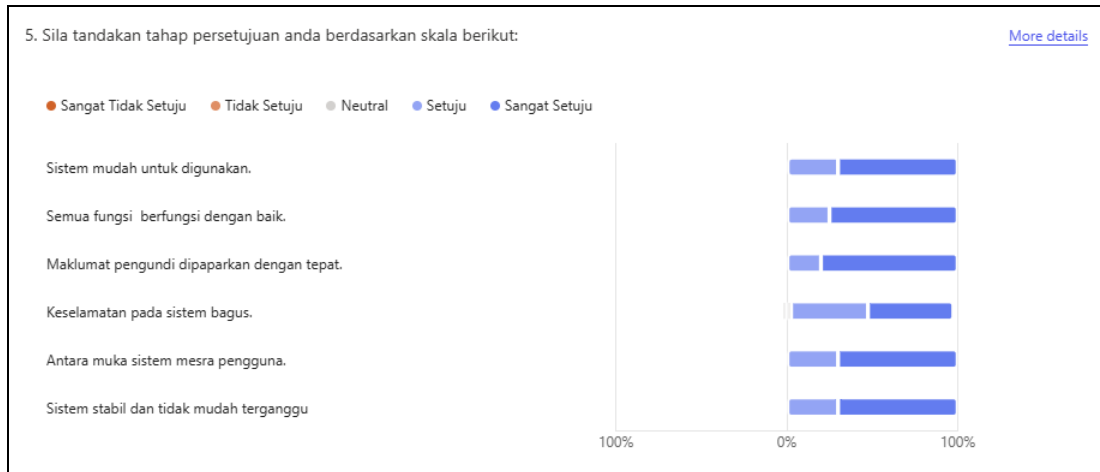 5. Sila tandakan tahap persetujuan anda berdasarkan skala berikut:
More details
Sangat Tidak Setuju Tidak Setuju Neutral Setuju Sangat Setuju
Sistem mudah untuk digunakan.
Semua fungsi berfungsi dengan baik.
Maklumat pengundi dipaparkan dengan tepat.
Keselamatan pada sistem bagus.
Antara muka sistem mesra pengguna.
Sistem stabil dan tidak mudah terganggu
100% 0% 100%